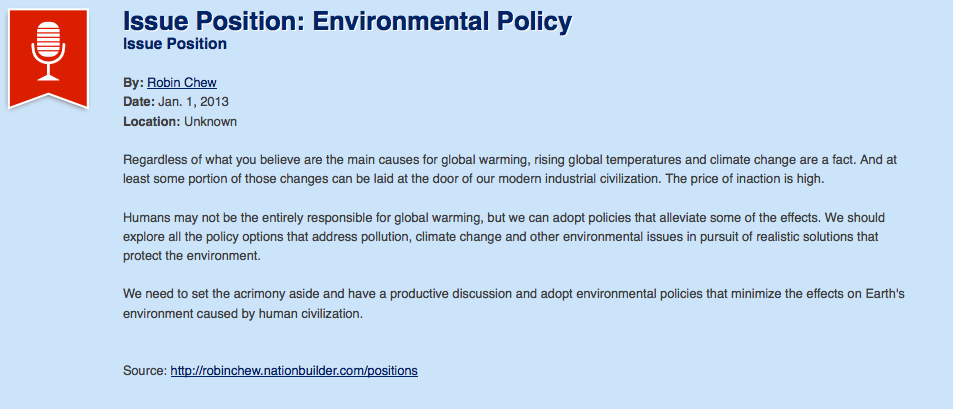 Issue Position: Environmental Policy
Issue Position
By: Robin Chew
Date: Jan. 1, 2013
Location: Unknown
Regardless of what you believe are the main causes for global warming, rising global temperatures and climate change are a fact. And at
least some portion of those changes can be laid at the door of our modern industrial civilization. The price of inaction is high.
Humans may not be the entirely responsible for global warming, but we can adopt policies that alleviate some of the effects. We should
explore all the policy options that address pollution, climate change and other environmental issues in pursuit of realistic solutions that
protect the environment.
We need to set the acrimony aside and have a productive discussion and adopt environmental policies that minimize the effects on Earth's
environment caused by human civilization.
Source: http://robinchew.nationbuilder.com/positions